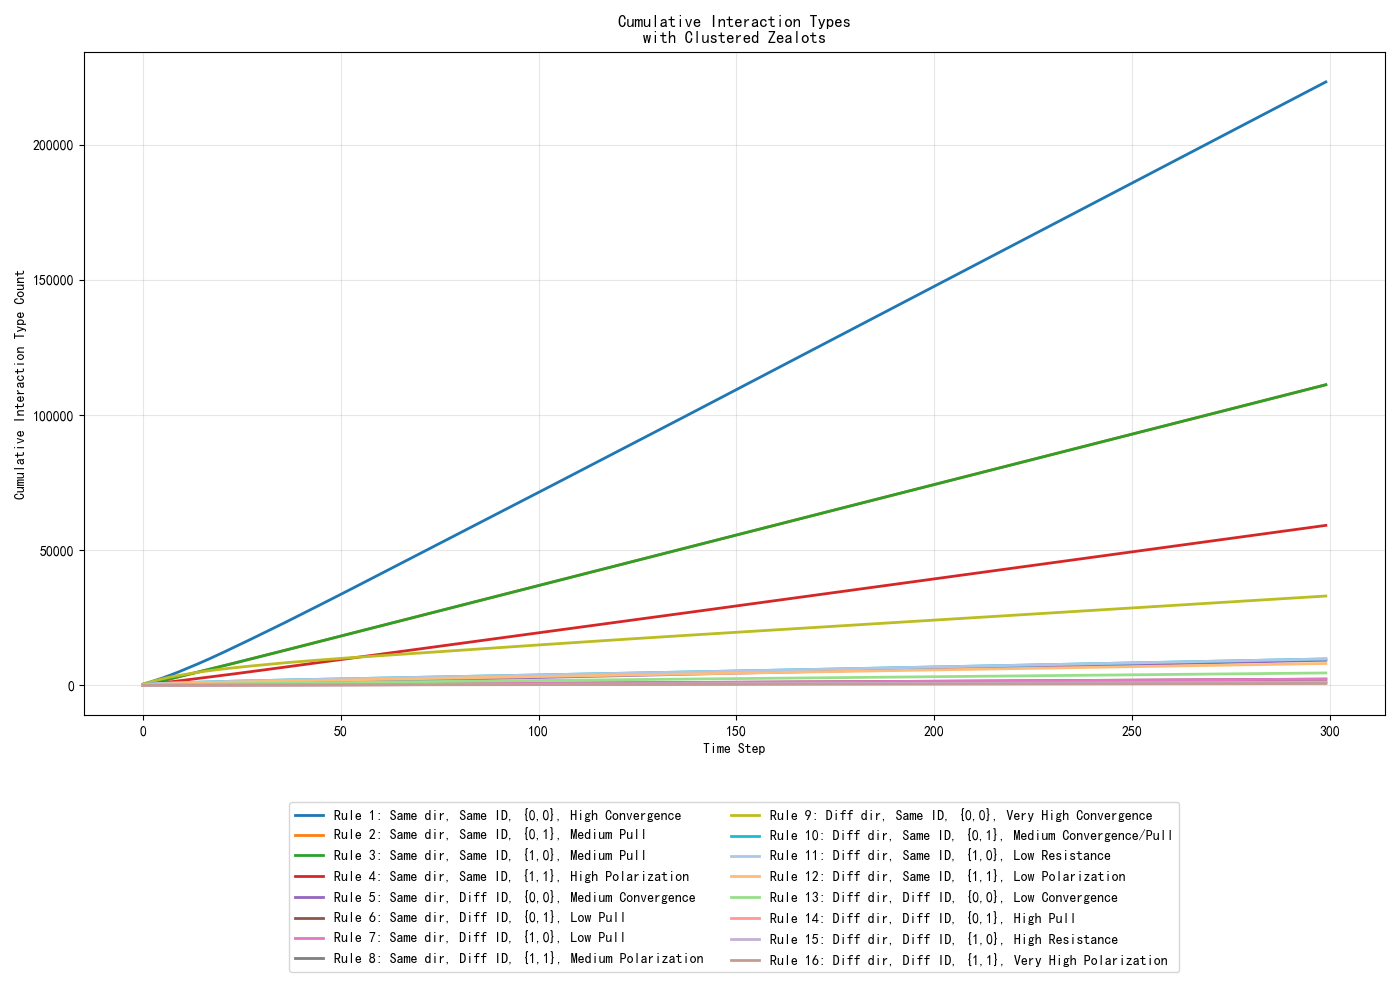 Cumulative Interaction Types
with Clustered Zealots
Cumulative Interaction Type Count
200000
150000
100000
50000
0
0
50
100
150
200
250
300
Time Step
Rule 1: Same dir, Same ID, {0,0}, High Convergence
Rule 2: Same dir, Same ID, {0,1}, Medium Pull
Rule 3: Same dir, Same ID, {1,0}, Medium Pull
Rule 4: Same dir, Same ID, {1,1}, High Polarization
Rule 5: Same dir, Diff ID, {0,0}, Medium Convergence
Rule 6: Same dir, Diff ID, {0,1}, Low Pull
Rule 7: Same dir, Diff ID, {1,0}, Low Pull
Rule 8: Same dir, Diff ID, {1,1}, Medium Polarization
Rule 9: Diff dir, Same ID, {0,0}, Very High Convergence
Rule 10: Diff dir, Same ID, {0,1}, Medium Convergence/Pull
Rule 11: Diff dir, Same ID, {1,0}, Low Resistance
Rule 12: Diff dir, Same ID, {1,1}, Low Polarization
Rule 13: Diff dir, Diff ID, {0,0}, Low Convergence
Rule 14: Diff dir, Diff ID, {0,1}, High Pull
Rule 15: Diff dir, Diff ID, {1,0}, High Resistance
Rule 16: Diff dir, Diff ID, {1,1}, Very High Polarization